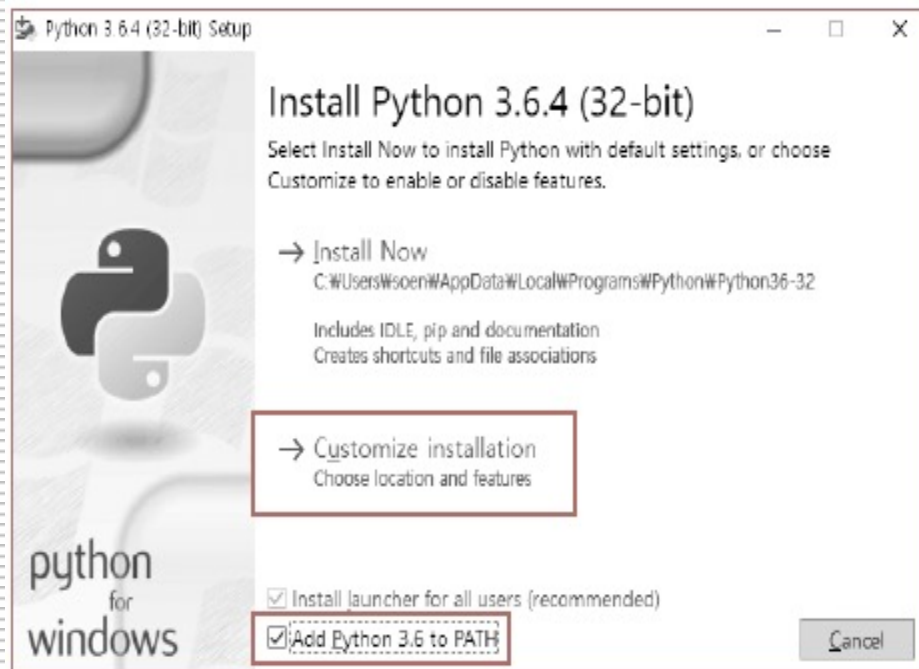 Python 3.6.4 (32-bit) Setup
Install Python 3.6.4 (32-bit)
Select Install Now to install Python with default settings, or choose
Customize to enable or disable features.
→ Install Now
C:₩Users₩soen₩AppData₩Local₩Programs₩Python₩Python36-32
Includes IDLE, pip and documentation
Creates shortcuts and file associations
→ Customize installation
Choose location and features
python
for
windows
Install launcher for all users (recommended)
Add Python 3.6 to PATH
Cancel